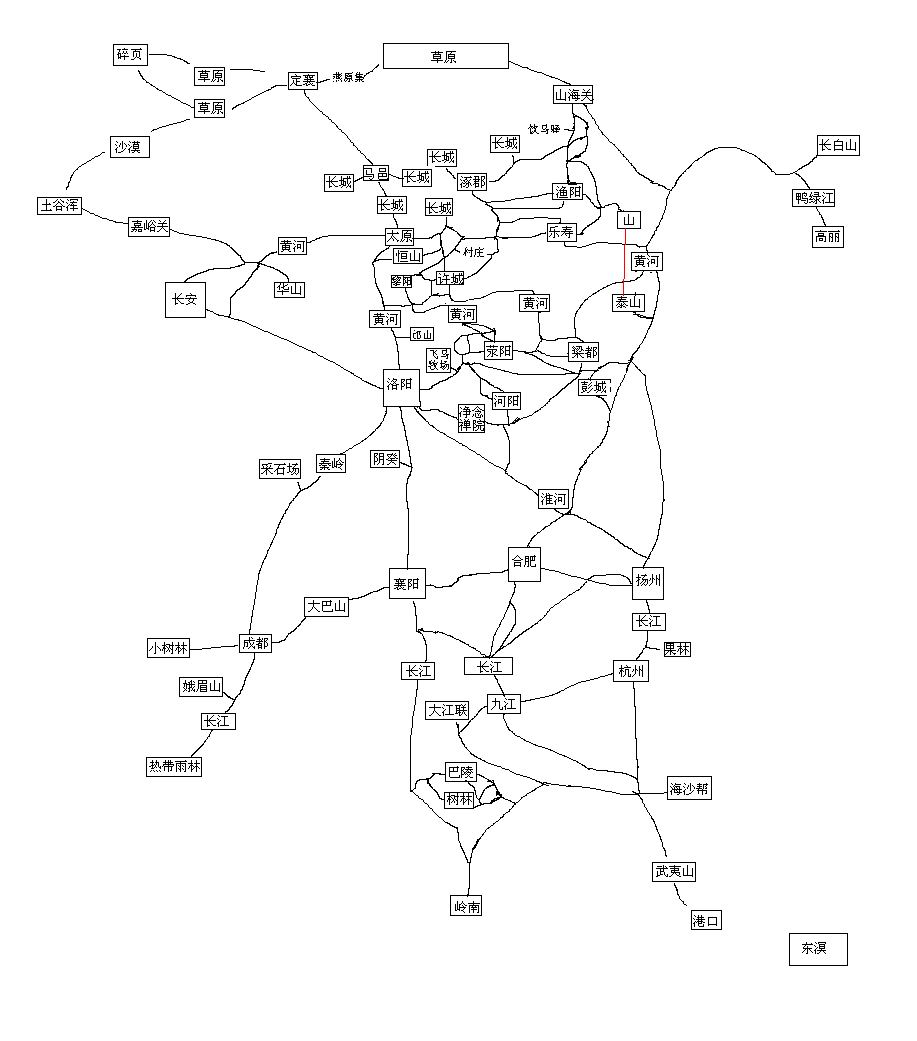 碎页
草原
定襄
燕原集
草原
山海关
草原
饮马驿
沙漠
长城
长城
长白山
马邑
长城
长城
涿郡
渔阳
鸭绿江
土谷浑
长城
长城
山
嘉峪关
太原
乐寿
高丽
黄河
恒山
村庄
黄河
黎阳
许城
长安
华山
黄河
泰山
黄河
黄河
邙山
飞马
牧场
荥阳
梁都
洛阳
彭城
河阳
净念
禅院
采石场
秦岭
阴癸
淮河
合肥
襄阳
扬州
大巴山
长江
小树林
成都
果林
长江
长江
杭州
娥眉山
大江联
九江
长江
热带雨林
巴陵
树林
海沙帮
武夷山
岭南
港口
东溟